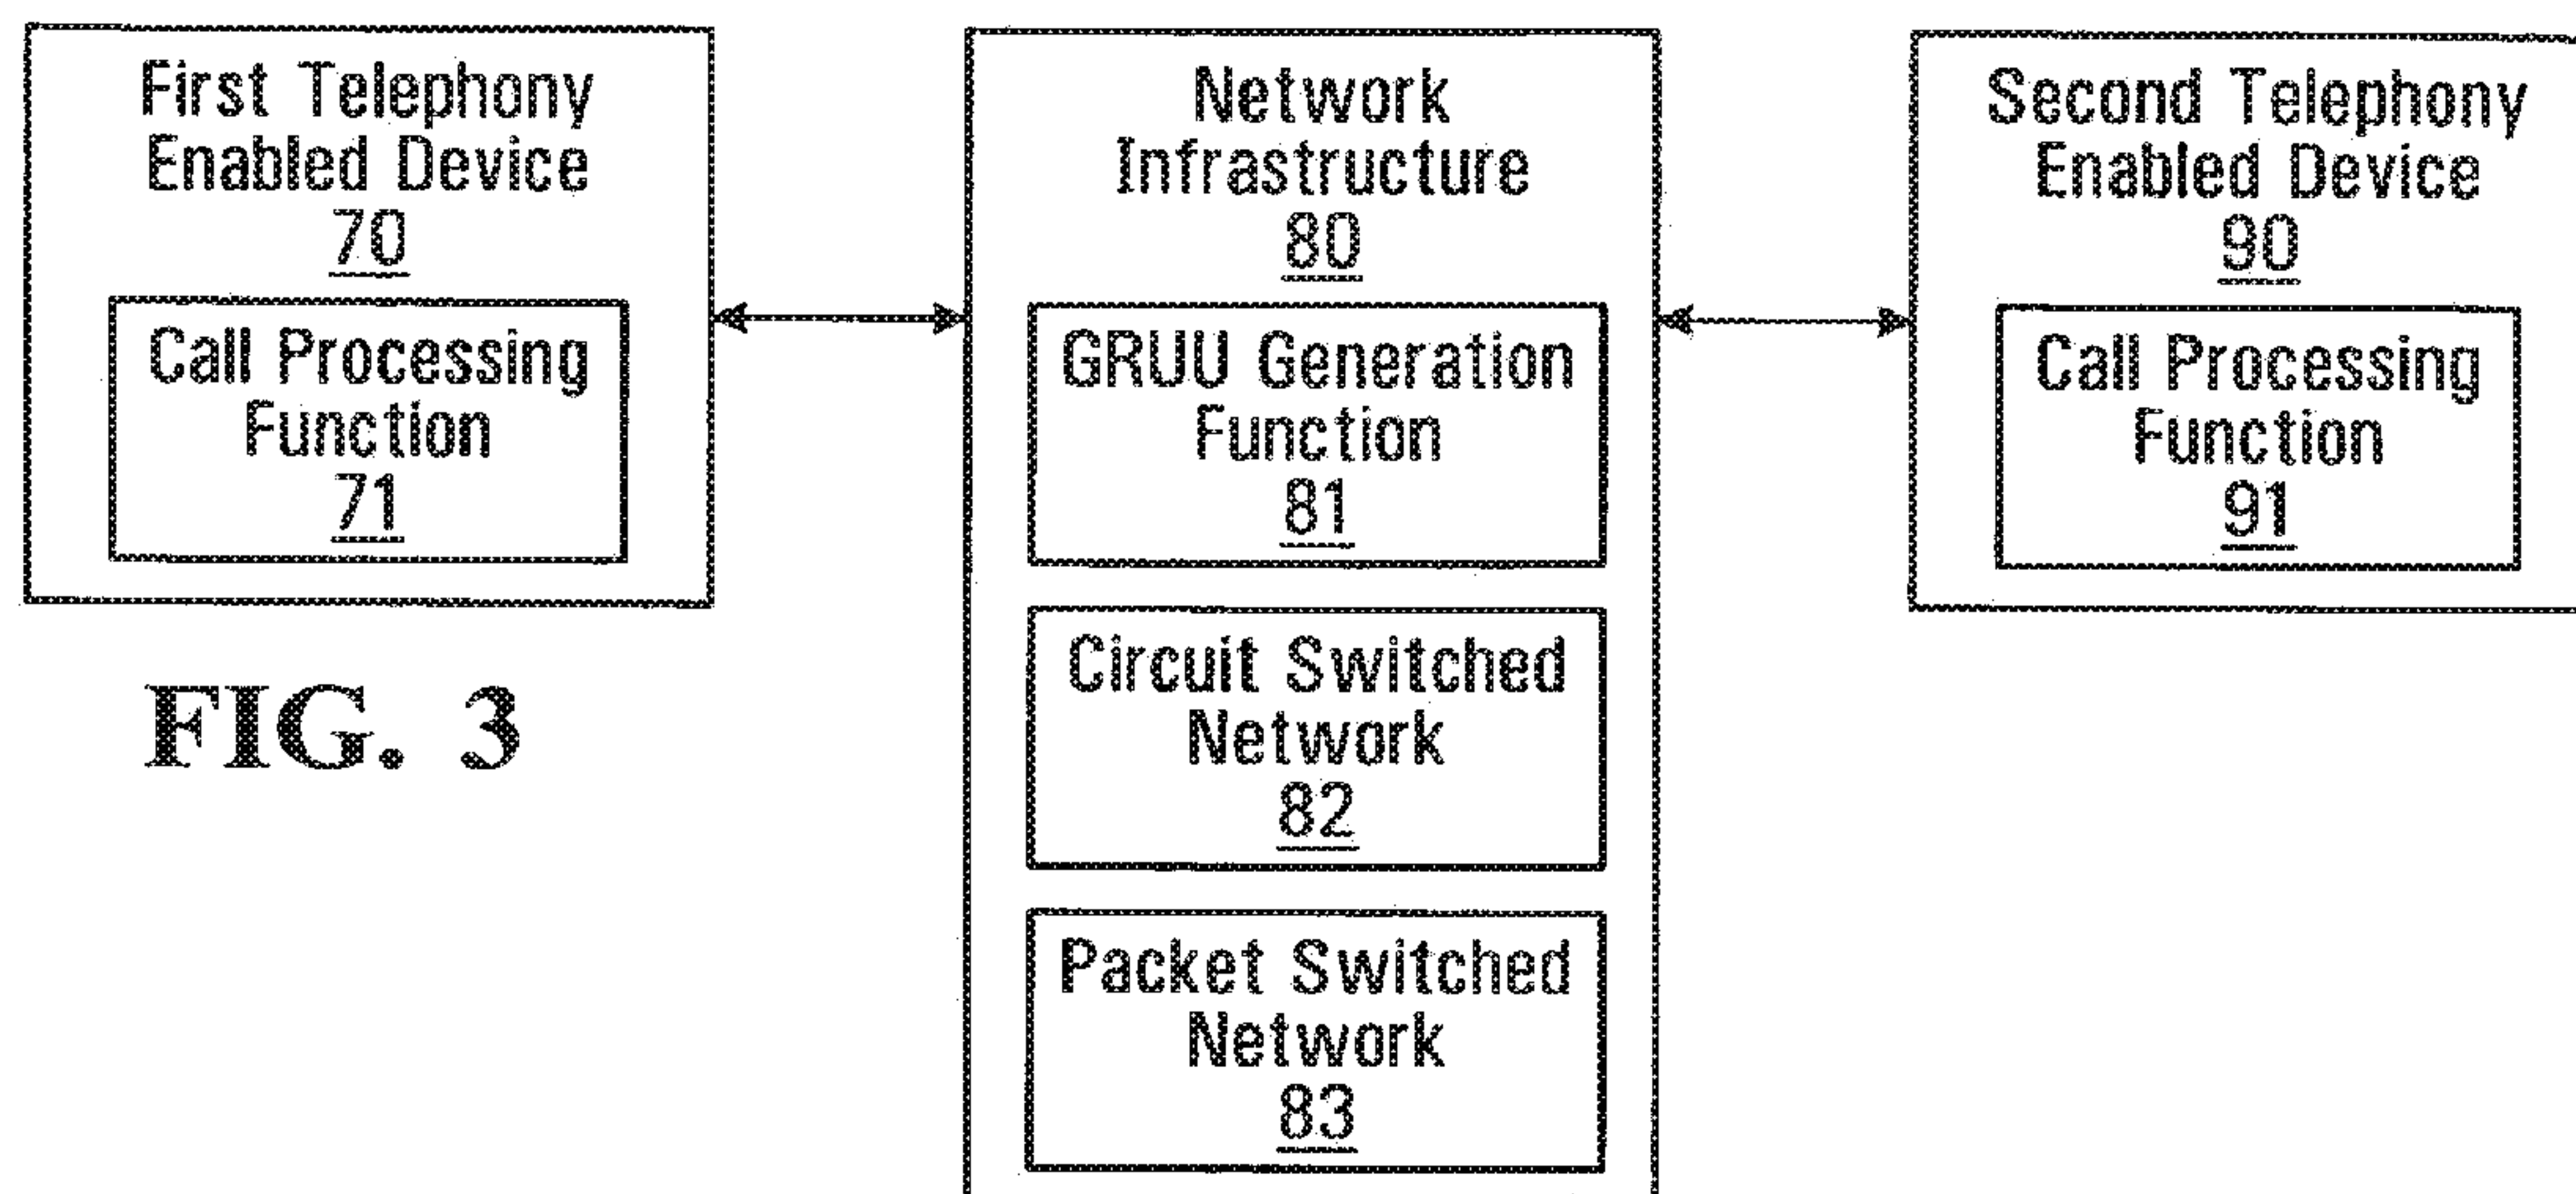 First Telephony
Enabled Device
70
Call Processing
Function
71
FIG. 3
Network
Infrastructure
80
GRUU Generation
Function
81
Circuit Switched
Network
82
Packet Switched
Network
83
Second Telephony
Enabled Device
90
Call Processing
Function
91